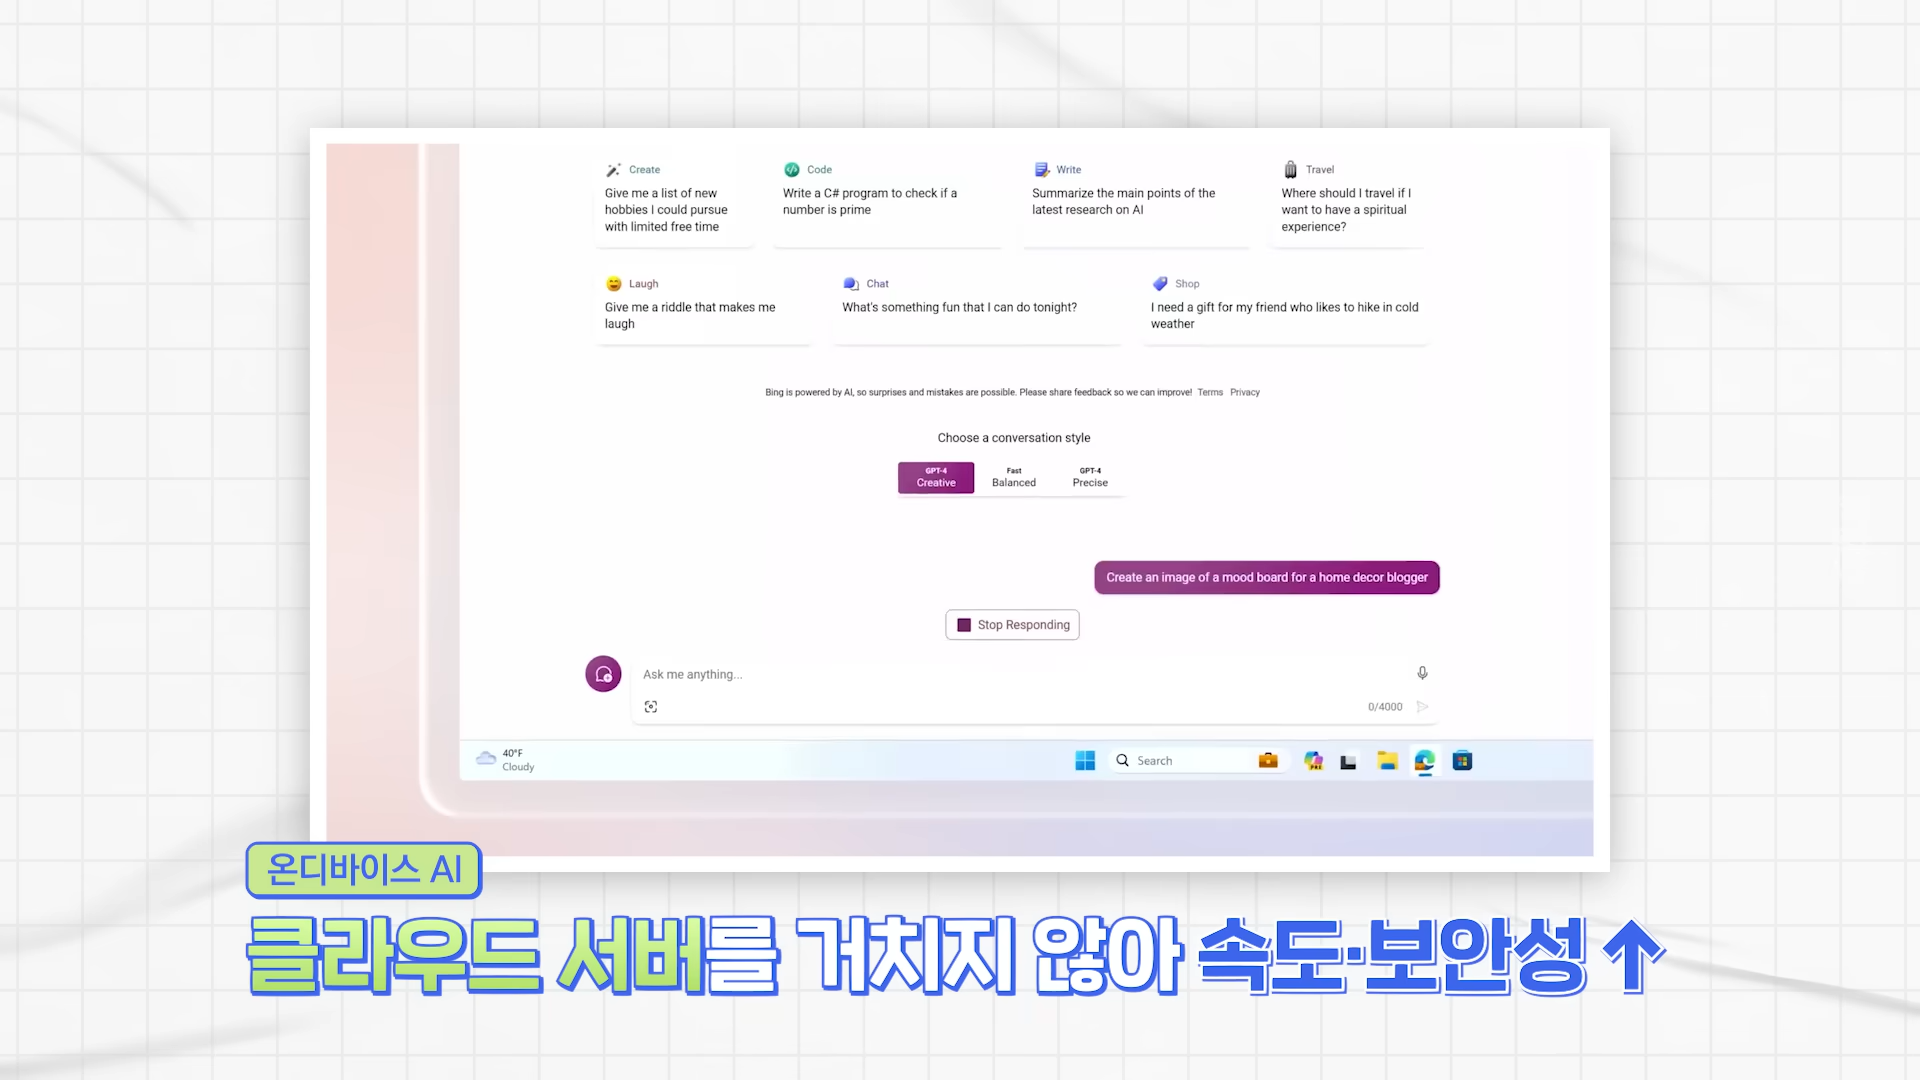 Create
Give me a list of new
hobbies I could pursue
with limited free time
Code
Write a C# program to check if a
number is prime
Write
Summarize the main points of the
latest research on AI
Travel
Where should I travel if I
want to have a spiritual
experience?
Laugh
Give me a riddle that makes me
laugh
Chat
What's something fun that I can do tonight?
Shop
I need a gift for my friend who likes to hike in cold
weather
Bing is powered by AI, so surprises and mistakes are possible. Please share feedback so we can improve! Terms Privacy
Choose a conversation style
GPT-4
Creative
Fast
Balanced
GPT-4
Precise
Create an image of a mood board for a home decor blogger
Stop Responding
Ask me anything...
0/4000
40°F
Cloudy
Search
PRE
온디바이스 AI
클라우드 서버를 거치지 않아 속도·보안성 ↑